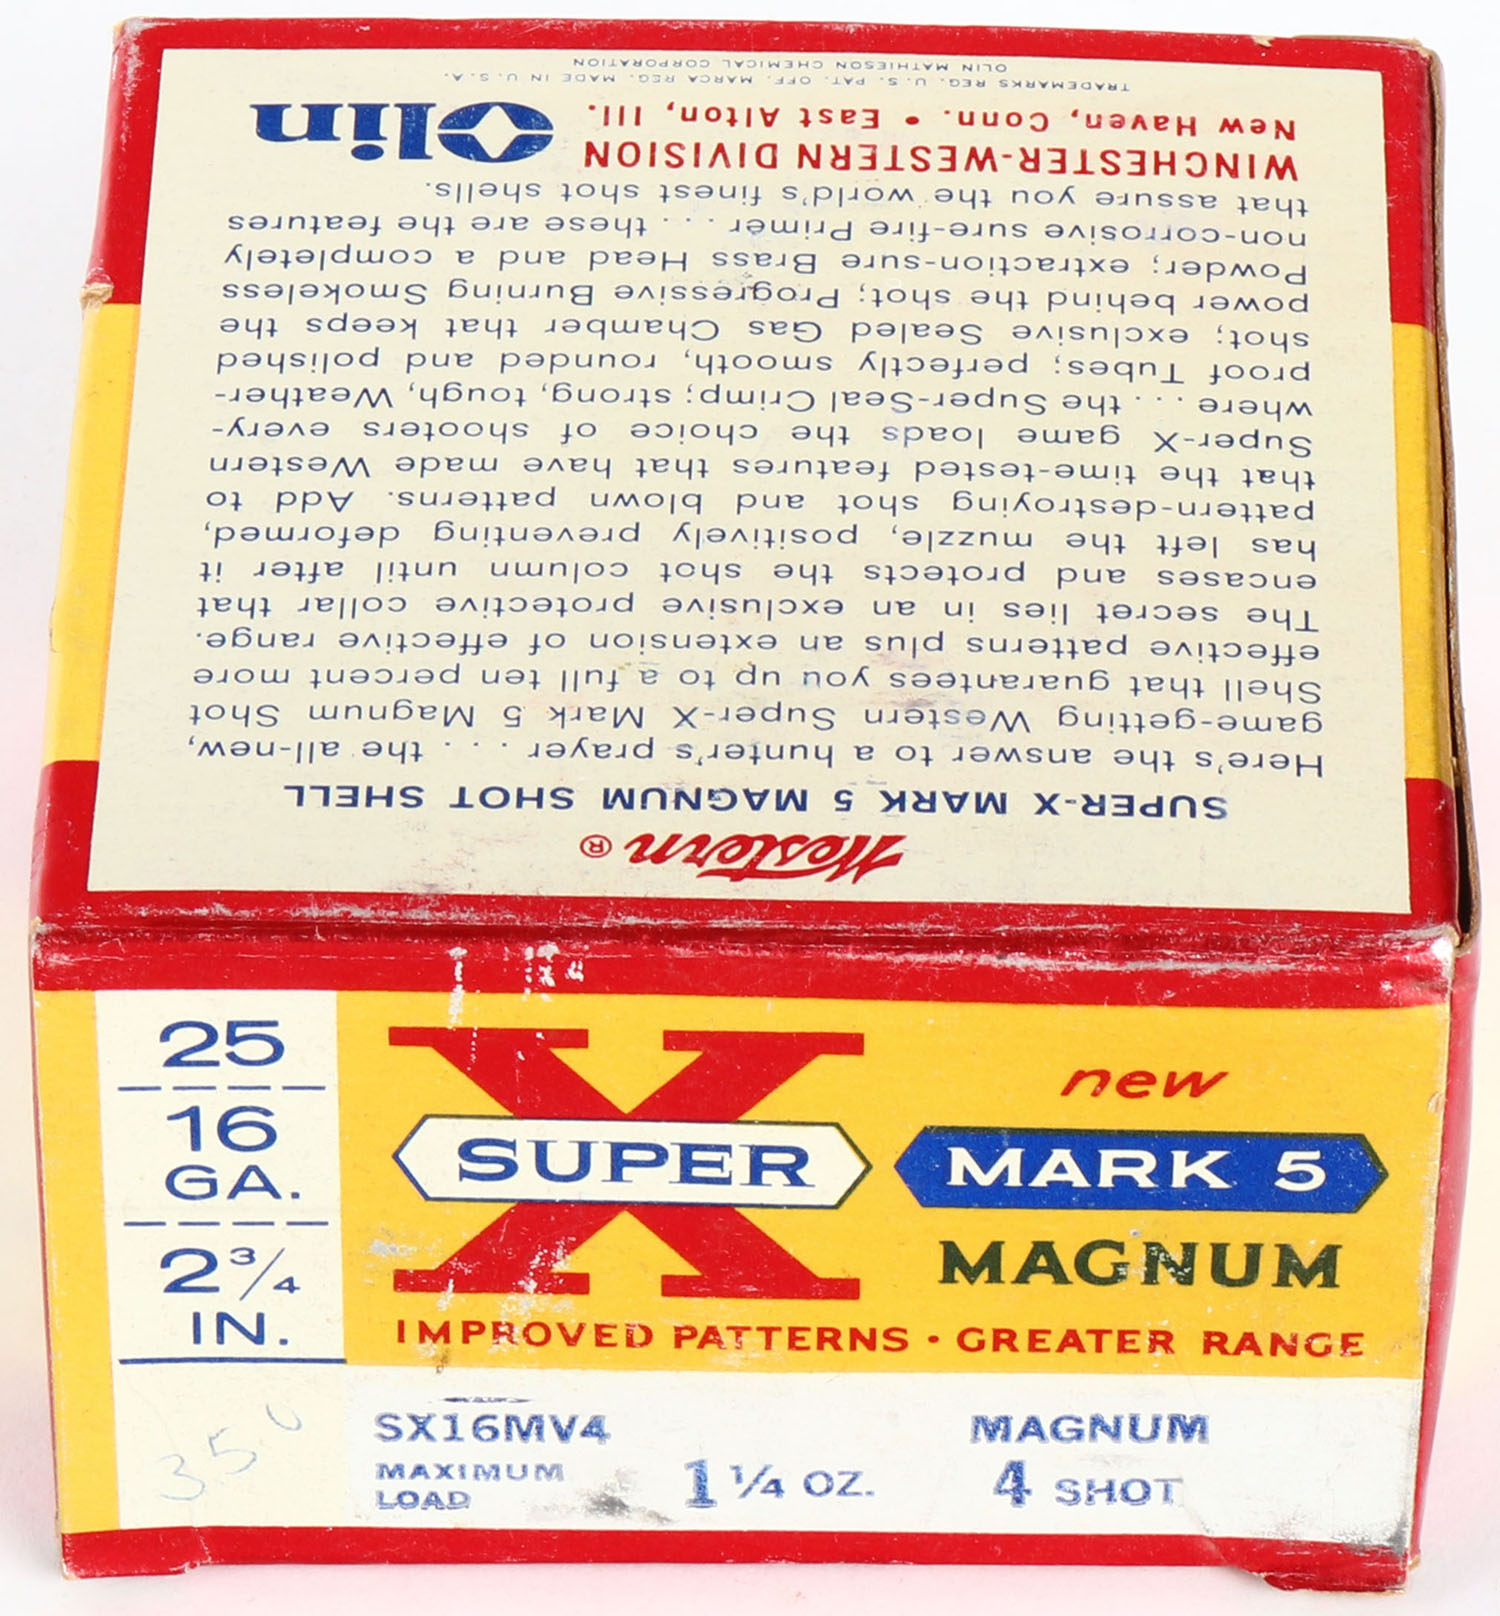 Western ®
SUPER-X MARK 5 MAGNUM SHOT SHELL
Here's the answer to a hunter's prayer . . . the all-new,
game-getting Western Super-X Mark 5 Magnum Shot
Shell that guarantees you up to a full ten percent more
effective patterns plus an extension of effective range.
The secret lies in an exclusive protective collar that
encases and protects the shot column until after it
has left the muzzle, positively preventing deformed,
pattern-destroying shot and blown patterns. Add to
that the time-tested features that have made Western
Super-X game loads the choice of shooters every-
where . . . the Super-Seal Crimp; strong, tough, Weather-
proof Tubes; perfectly smooth, rounded and polished
shot; exclusive Sealed Gas Chamber that keeps the
power behind the shot; Progressive Burning Smokeless
Powder; extraction-sure Brass Head and a completely
non-corrosive sure-fire Primer . . . these are the features
that assure you the world's finest shot shells.
WINCHESTER-WESTERN DIVISION
New Haven, Conn. • East Alton, Ill.
Olin
TRADEMARKS REG. U. S. PAT. OFF. MARCA REG. MADE IN U.S.A.
OLIN MATHIESON CHEMICAL CORPORATION
25
16
GA.
2 3/4
IN.
X
SUPER
new
MARK 5
MAGNUM
IMPROVED PATTERNS • GREATER RANGE
3.50
SX16MV4 MAGNUM
MAXIMUM
LOAD
1 1/4 OZ. 4 SHOT